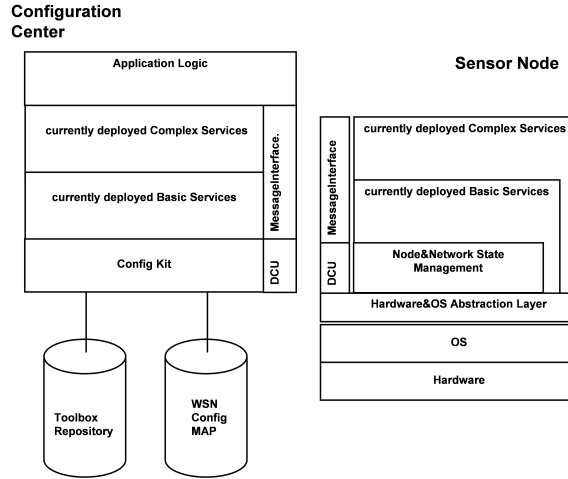 Configuration
Center
Application Logic
currently deployed Complex Services
currently deployed Basic Services
MessageInterface.
Config Kit
DCU
Toolbox
Repository
WSN
Config
MAP
Sensor Node
MessageInterface
currently deployed Complex Services
currently deployed Basic Services
DCU
Node&Network State
Management
Hardware&OS Abstraction Layer
OS
Hardware